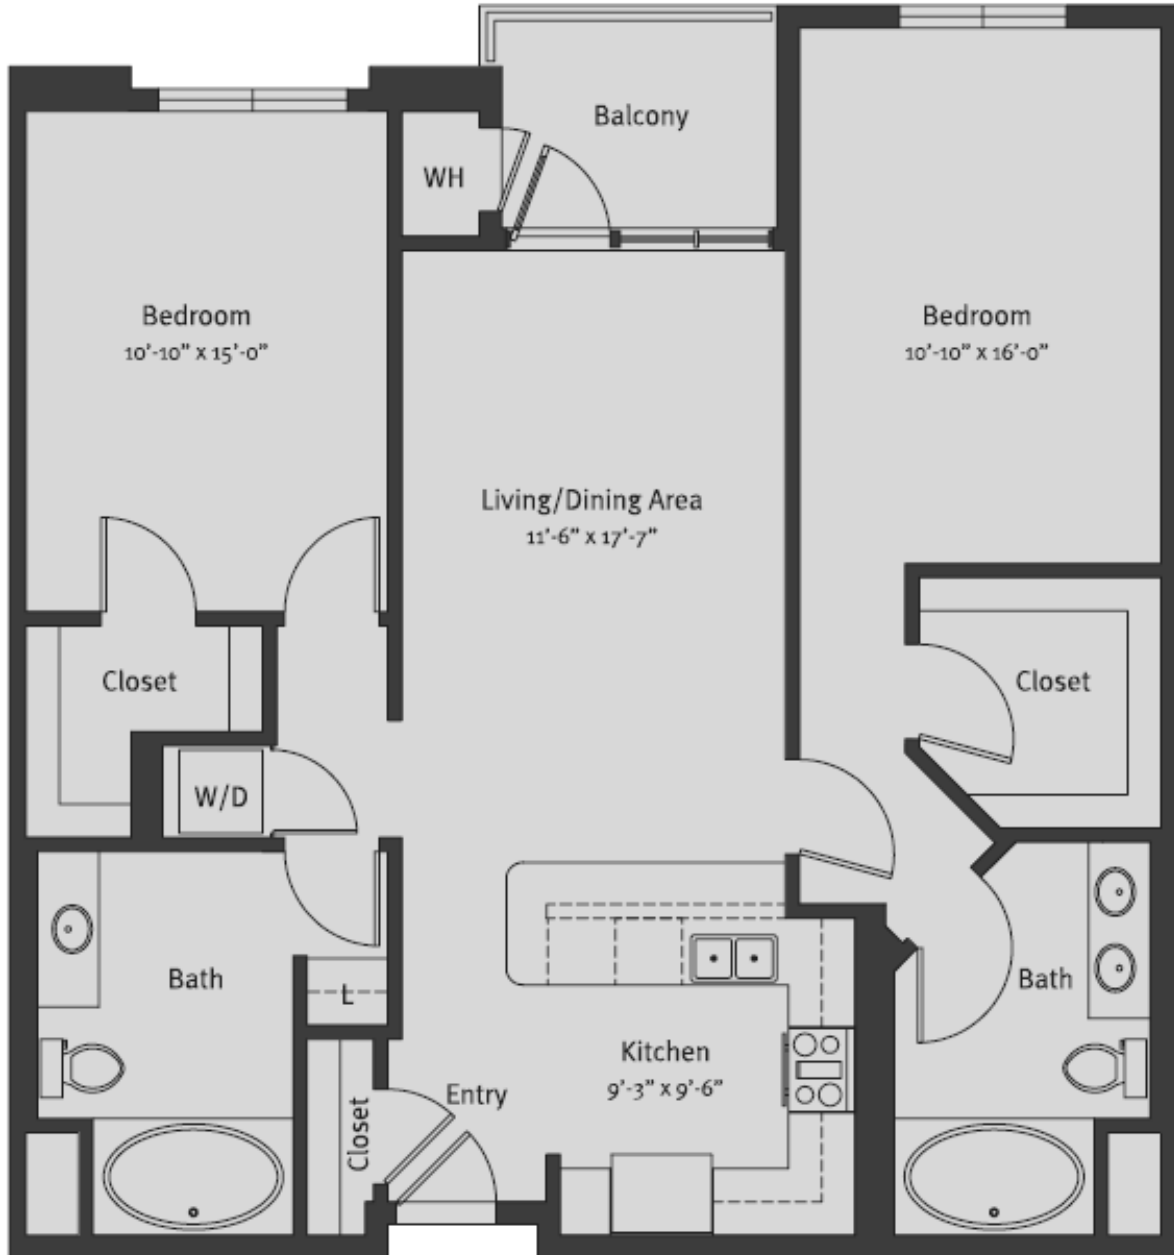 Balcony
WH
Bedroom
10'-10" x 15'-0"
Bedroom
10'-10" x 16'-0"
Living/Dining Area
11'-6" x 17'-7"
Closet
Closet
W/D
Bath
L
Bath
Kitchen
9'-3" x 9'-6"
Entry
Closet